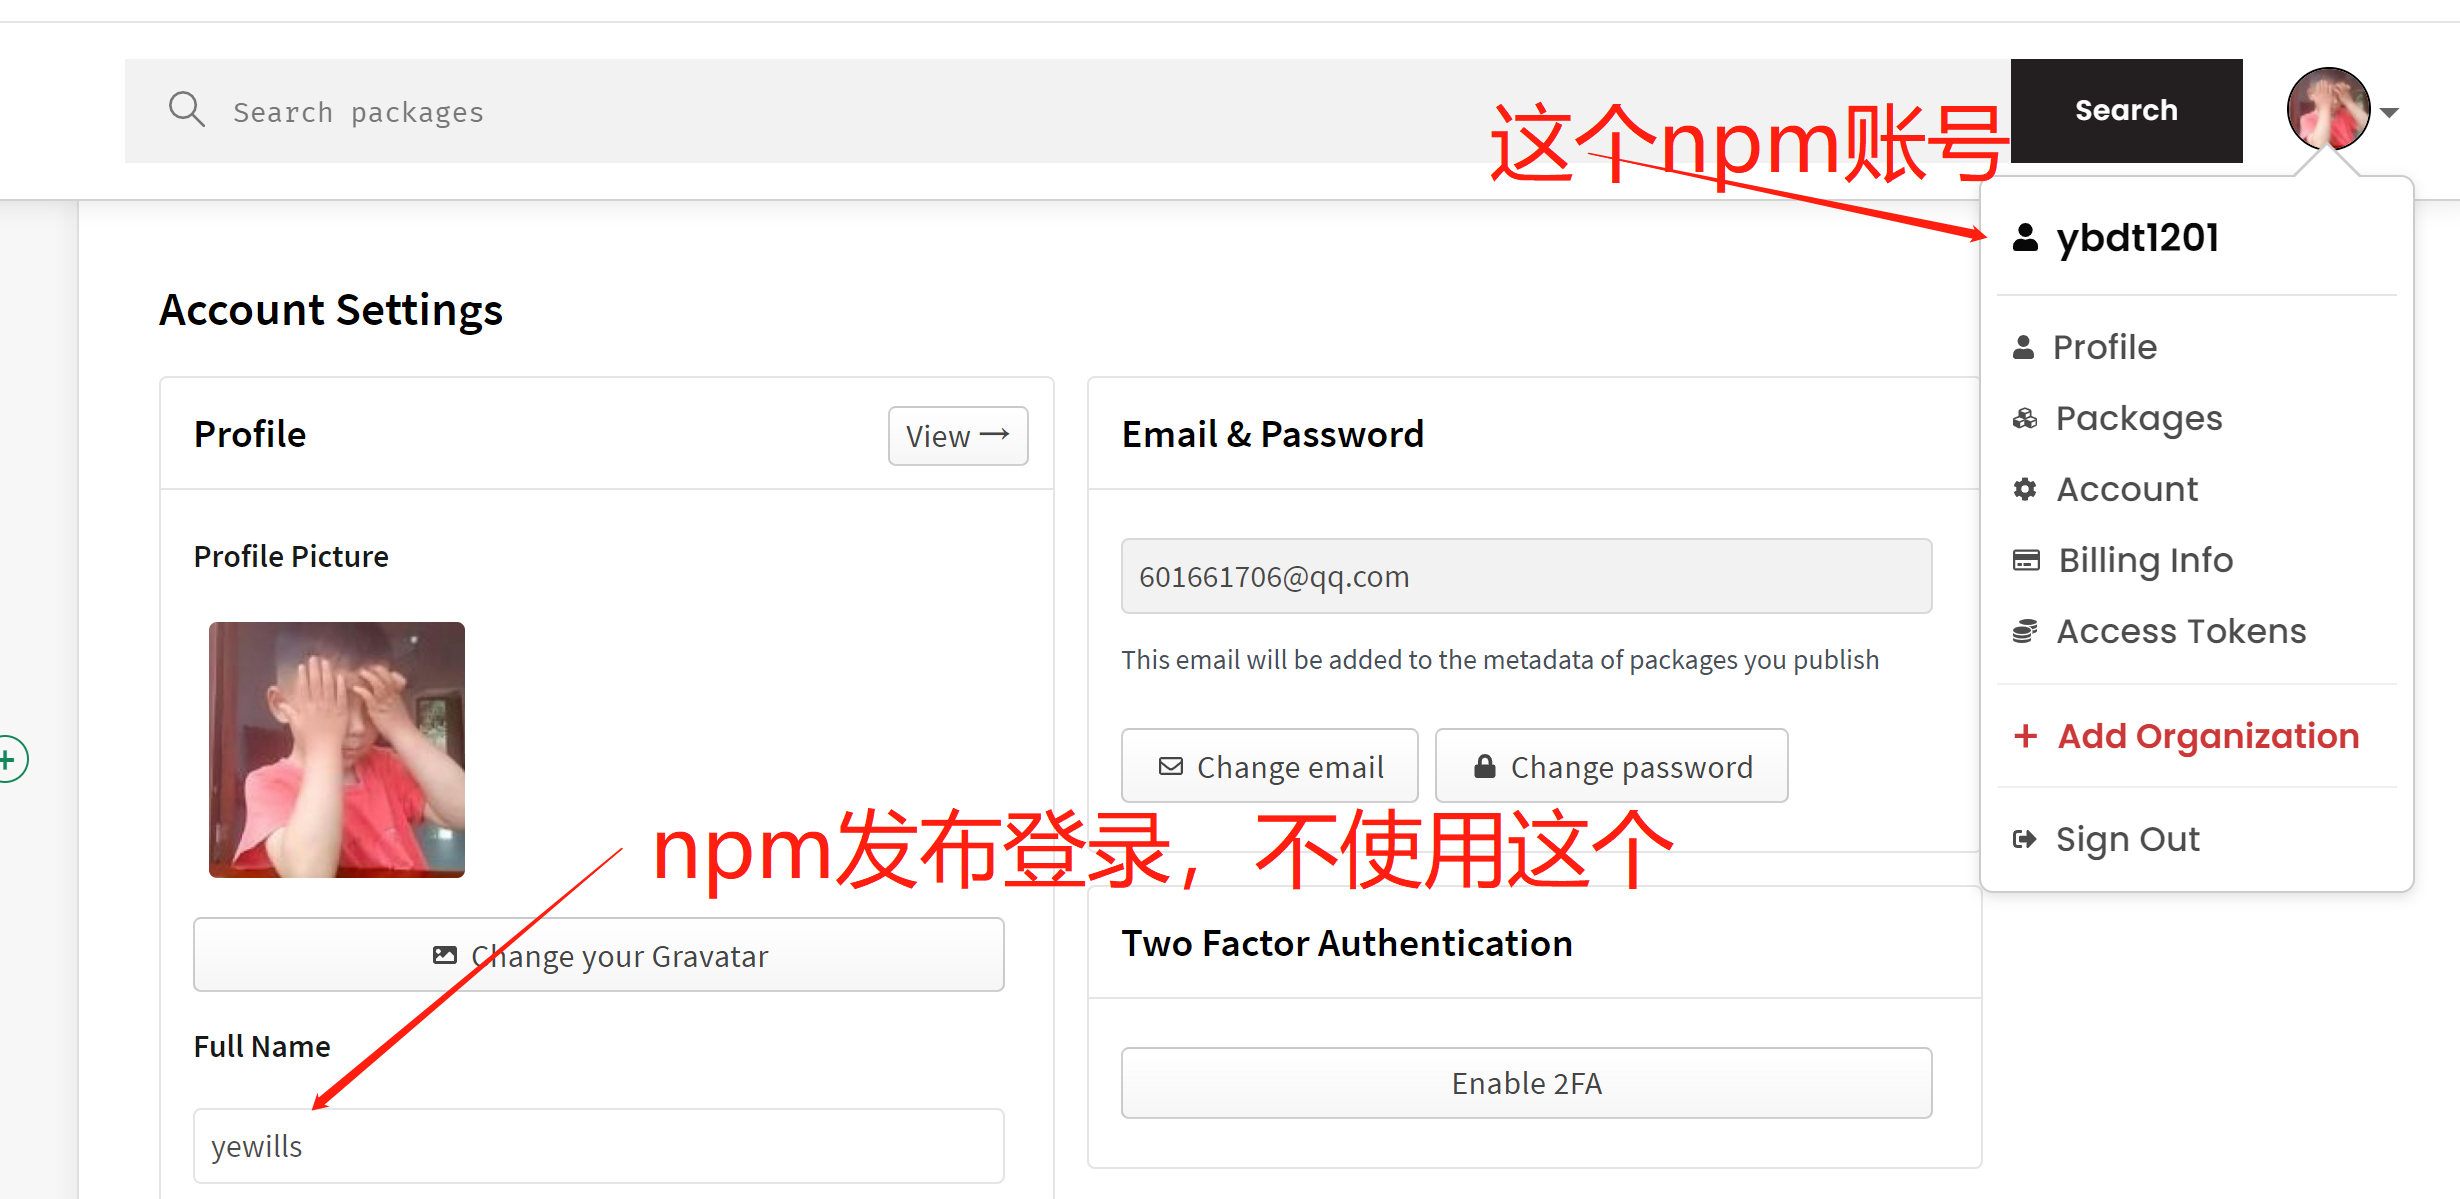 Search packages
Search
这个npm账号
ybdt1201
Profile
Packages
Account
Billing Info
Access Tokens
Add Organization
Sign Out
Account Settings
Profile
View →
Profile Picture
Change your Gravatar
Full Name
yewills
Email & Password
601661706@qq.com
This email will be added to the metadata of packages you publish
Change email
Change password
npm发布登录，不使用这个
Two Factor Authentication
Enable 2FA